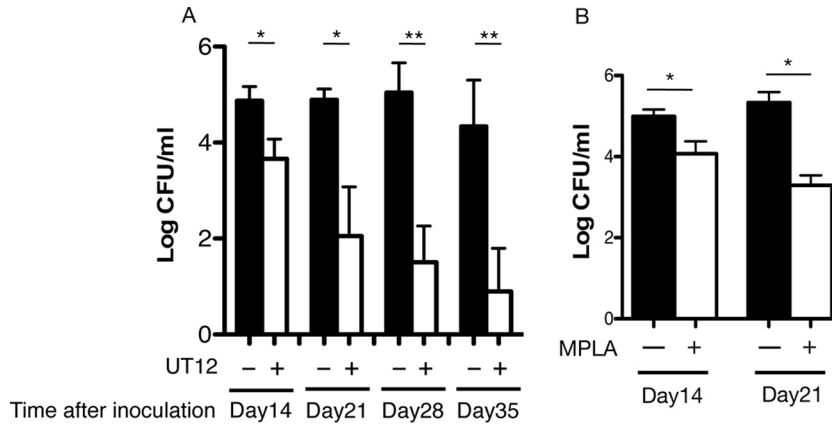 A
* * ** **
6
4
2
0
Log CFU/ml
UT12 – + – + – + – +
Time after inoculation Day14 Day21 Day28 Day35
B
* *
6
4
2
0
Log CFU/ml
MPLA — + — +
Day14 Day21